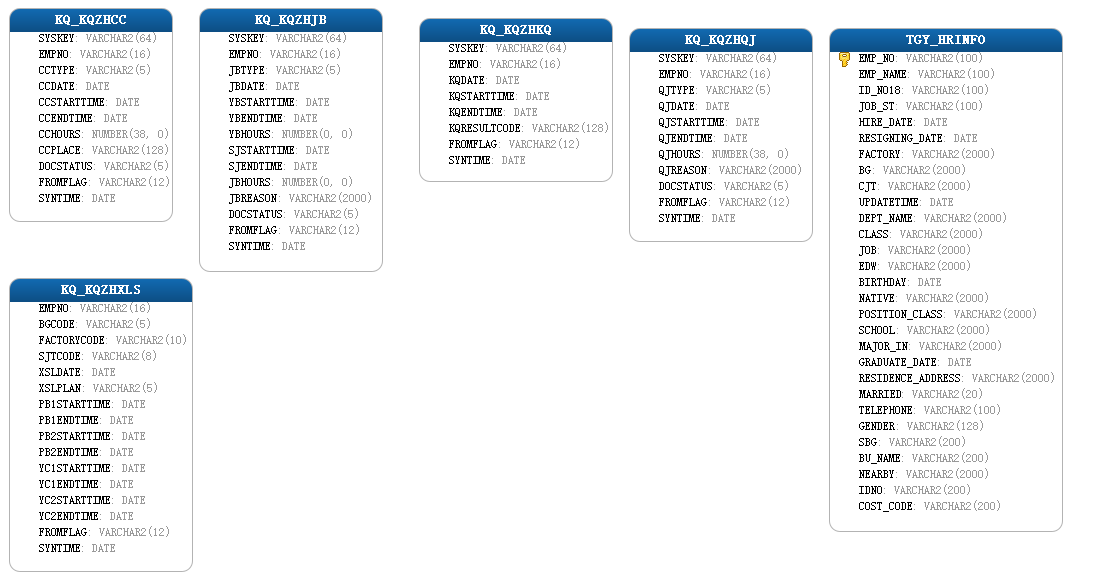 KQ_KQZHCC
SYSKEY: VARCHAR2(64)
EMPNO: VARCHAR2(16)
CCTYPE: VARCHAR2(5)
CCDATE: DATE
CCSTARTTIME: DATE
CCENDTIME: DATE
CCHOURS: NUMBER(38, 0)
CCPLACE: VARCHAR2(128)
DOCSTATUS: VARCHAR2(5)
FROMFLAG: VARCHAR2(12)
SYNTIME: DATE
KQ_KQZHJB
SYSKEY: VARCHAR2(64)
EMPNO: VARCHAR2(16)
JBTYPE: VARCHAR2(5)
JBDATE: DATE
YBSTARTTIME: DATE
YBENDTIME: DATE
YBHOURS: NUMBER(0, 0)
SJSTARTTIME: DATE
SJENDTIME: DATE
JBHOURS: NUMBER(0, 0)
JBREASON: VARCHAR2(2000)
DOCSTATUS: VARCHAR2(5)
FROMFLAG: VARCHAR2(12)
SYNTIME: DATE
KQ_KQZHKQ
SYSKEY: VARCHAR2(64)
EMPNO: VARCHAR2(16)
KQDATE: DATE
KQSTARTTIME: DATE
KQENDTIME: DATE
KQRESULTCODE: VARCHAR2(128)
FROMFLAG: VARCHAR2(12)
SYNTIME: DATE
KQ_KQZHQJ
SYSKEY: VARCHAR2(64)
EMPNO: VARCHAR2(16)
QJTYPE: VARCHAR2(5)
QJDATE: DATE
QJSTARTTIME: DATE
QJENDTIME: DATE
QJHOURS: NUMBER(38, 0)
QJREASON: VARCHAR2(2000)
DOCSTATUS: VARCHAR2(5)
FROMFLAG: VARCHAR2(12)
SYNTIME: DATE
TGY_HRINFO
EMP_NO: VARCHAR2(100)
EMP_NAME: VARCHAR2(100)
ID_NO18: VARCHAR2(100)
JOB_ST: VARCHAR2(100)
HIRE_DATE: DATE
RESIGNING_DATE: DATE
FACTORY: VARCHAR2(2000)
BG: VARCHAR2(2000)
CJT: VARCHAR2(2000)
UPDATETIME: DATE
DEPT_NAME: VARCHAR2(2000)
CLASS: VARCHAR2(2000)
JOB: VARCHAR2(2000)
EDW: VARCHAR2(2000)
BIRTHDAY: DATE
NATIVE: VARCHAR2(2000)
POSITION_CLASS: VARCHAR2(2000)
SCHOOL: VARCHAR2(2000)
MAJOR_IN: VARCHAR2(2000)
GRADUATE_DATE: DATE
RESIDENCE_ADDRESS: VARCHAR2(2000)
MARRIED: VARCHAR2(20)
TELEPHONE: VARCHAR2(100)
GENDER: VARCHAR2(128)
SBG: VARCHAR2(200)
BU_NAME: VARCHAR2(200)
NEARBY: VARCHAR2(2000)
IDNO: VARCHAR2(200)
COST_CODE: VARCHAR2(200)
KQ_KQZHXLS
EMPNO: VARCHAR2(16)
BGCODE: VARCHAR2(5)
FACTORYCODE: VARCHAR2(10)
SJTCODE: VARCHAR2(8)
XSLDATE: DATE
XSLPLAN: VARCHAR2(5)
PB1STARTTIME: DATE
PB1ENDTIME: DATE
PB2STARTTIME: DATE
PB2ENDTIME: DATE
YC1STARTTIME: DATE
YC1ENDTIME: DATE
YC2STARTTIME: DATE
YC2ENDTIME: DATE
FROMFLAG: VARCHAR2(12)
SYNTIME: DATE